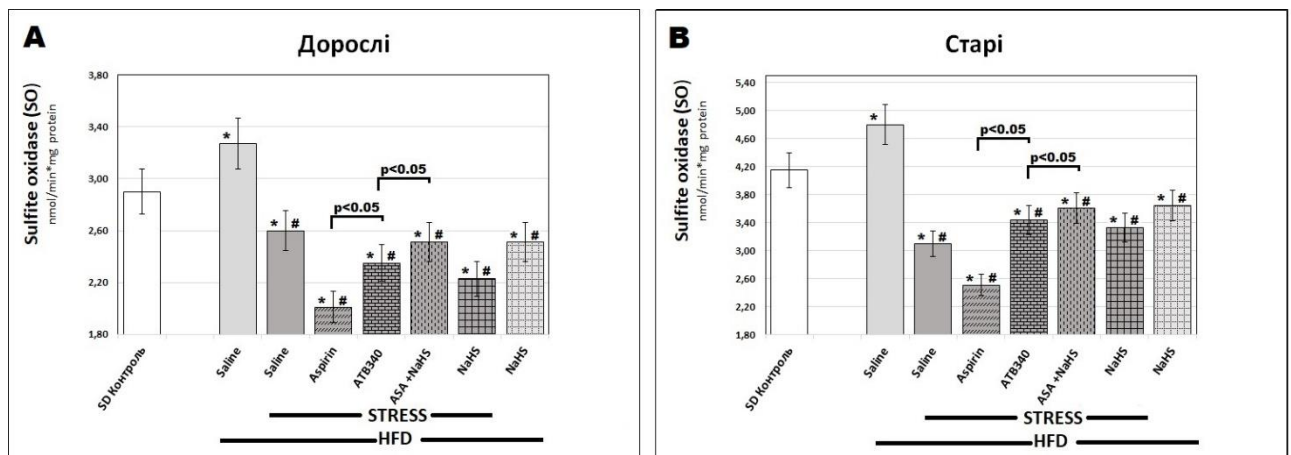 A
Дорослі
Sulfite oxidase (SO)
nmol/min*mg protein
3,80
3,40
3,00
2,60
2,20
1,80
*
* #
* #
* #
* #
* #
* #
p<0.05
p<0.05
SD Контроль
Saline
Saline
Aspirin
ATB340
ASA +NaHS
NaHS
NaHS
STRESS
HFD
B
Старі
Sulfite oxidase (SO)
nmol/min*mg protein
5,40
5,00
4,60
4,20
3,80
3,40
3,00
2,60
2,20
1,80
*
* #
* #
* #
* #
* #
* #
p<0.05
p<0.05
SD Контроль
Saline
Saline
Aspirin
ATB340
ASA +NaHS
NaHS
NaHS
STRESS
HFD